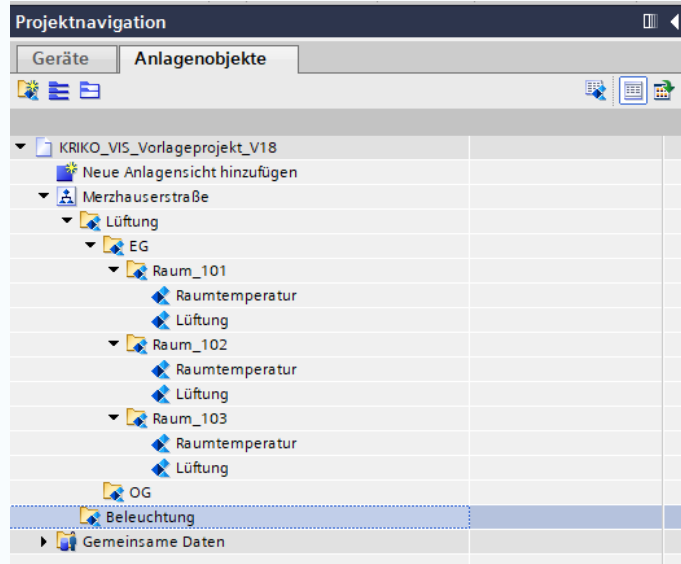 Projektnavigation
Geräte Anlagenobjekte
KRIKO_VIS_Vorlageprojekt_V18
Neue Anlagensicht hinzufügen
Merzhauserstraße
Lüftung
EG
Raum_101
Raumtemperatur
Lüftung
Raum_102
Raumtemperatur
Lüftung
Raum_103
Raumtemperatur
Lüftung
OG
Beleuchtung
Gemeinsame Daten